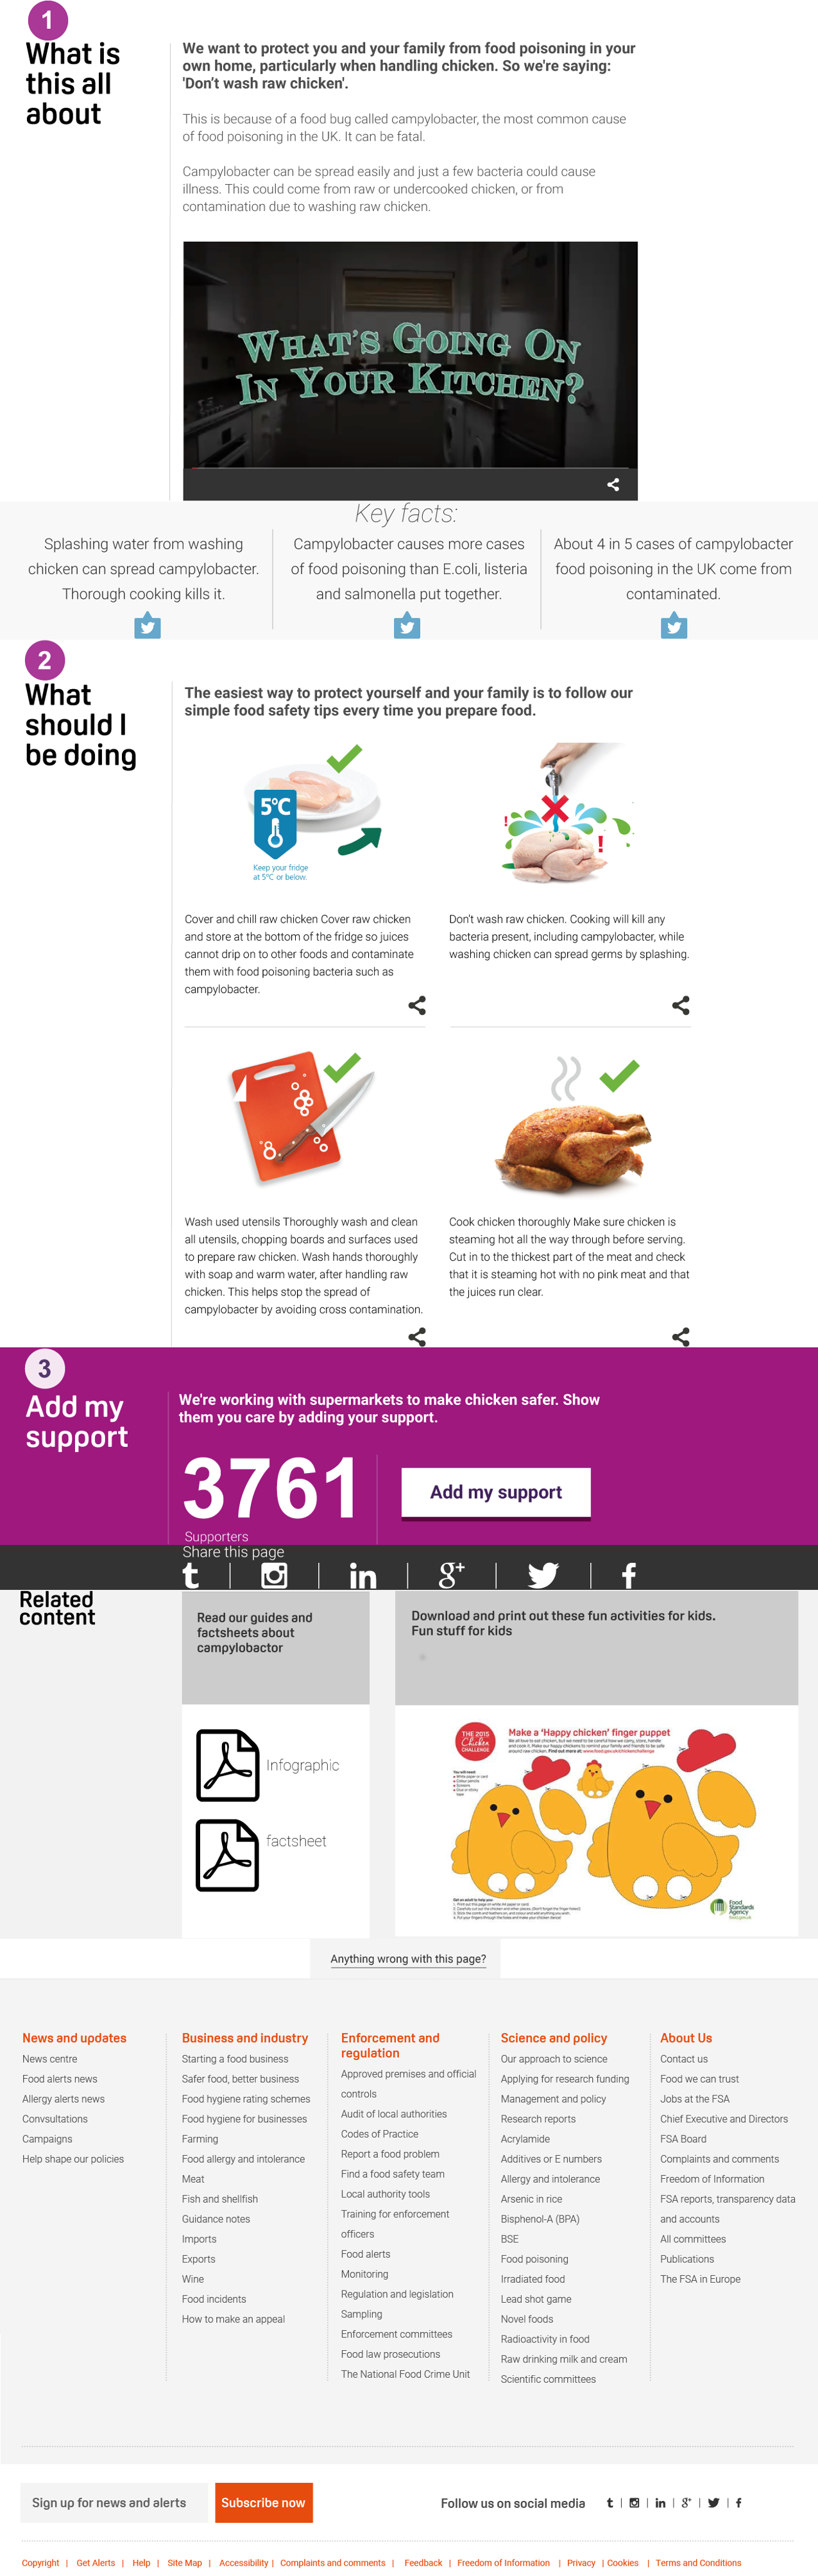 1
What is
this all
about
We want to protect you and your family from food poisoning in your
own home, particularly when handling chicken. So we're saying:
'Don't wash raw chicken'.
This is because of a food bug called campylobacter, the most common cause
of food poisoning in the UK. It can be fatal.
Campylobacter can be spread easily and just a few bacteria could cause
illness. This could come from raw or undercooked chicken, or from
contamination due to washing raw chicken.
WHAT'S GOING ON
IN YOUR KITCHEN?
Key facts:
Splashing water from washing
chicken can spread campylobacter.
Thorough cooking kills it.
Campylobacter causes more cases
of food poisoning than E.coli, listeria
and salmonella put together.
About 4 in 5 cases of campylobacter
food poisoning in the UK come from
contaminated.
2
What
should I
be doing
The easiest way to protect yourself and your family is to follow our
simple food safety tips every time you prepare food.
5°C
Keep your fridge
at 5°C or below.
!
!
Cover and chill raw chicken Cover raw chicken
and store at the bottom of the fridge so juices
cannot drip on to other foods and contaminate
them with food poisoning bacteria such as
campylobacter.
Don't wash raw chicken. Cooking will kill any
bacteria present, including campylobacter, while
washing chicken can spread germs by splashing.
Wash used utensils Thoroughly wash and clean
all utensils, chopping boards and surfaces used
to prepare raw chicken. Wash hands thoroughly
with soap and warm water, after handling raw
chicken. This helps stop the spread of
campylobacter by avoiding cross contamination.
Cook chicken thoroughly Make sure chicken is
steaming hot all the way through before serving.
Cut in to the thickest part of the meat and check
that it is steaming hot with no pink meat and that
the juices run clear.
3
Add my
support
We're working with supermarkets to make chicken safer. Show
them you care by adding your support.
3761
Supporters
Add my support
Share this page
Related
content
Read our guides and
factsheets about
campylobactor
Infographic
factsheet
Download and print out these fun activities for kids.
Fun stuff for kids
THE 2015
Chicken
CHALLENGE
Make a 'Happy chicken' finger puppet
Food
Standards
Agency
Anything wrong with this page?
News and updates
News centre
Food alerts news
Allergy alerts news
Convsultations
Campaigns
Help shape our policies
Business and industry
Starting a food business
Safer food, better business
Food hygiene rating schemes
Food hygiene for businesses
Farming
Food allergy and intolerance
Meat
Fish and shellfish
Guidance notes
Imports
Exports
Wine
Food incidents
How to make an appeal
Enforcement and
regulation
Approved premises and official
controls
Audit of local authorities
Codes of Practice
Report a food problem
Find a food safety team
Local authority tools
Training for enforcement
officers
Food alerts
Monitoring
Regulation and legislation
Sampling
Enforcement committees
Food law prosecutions
The National Food Crime Unit
Science and policy
Our approach to science
Applying for research funding
Management and policy
Research reports
Acrylamide
Additives or E numbers
Allergy and intolerance
Arsenic in rice
Bisphenol-A (BPA)
BSE
Food poisoning
Irradiated food
Lead shot game
Novel foods
Radioactivity in food
Raw drinking milk and cream
Scientific committees
About Us
Contact us
Food we can trust
Jobs at the FSA
Chief Executive and Directors
FSA Board
Complaints and comments
Freedom of Information
FSA reports, transparency data
and accounts
All committees
Publications
The FSA in Europe
Sign up for news and alerts
Subscribe now
Follow us on social media
Copyright | Get Alerts | Help | Site Map | Accessibility | Complaints and comments | Feedback | Freedom of Information | Privacy | Cookies | Terms and Conditions